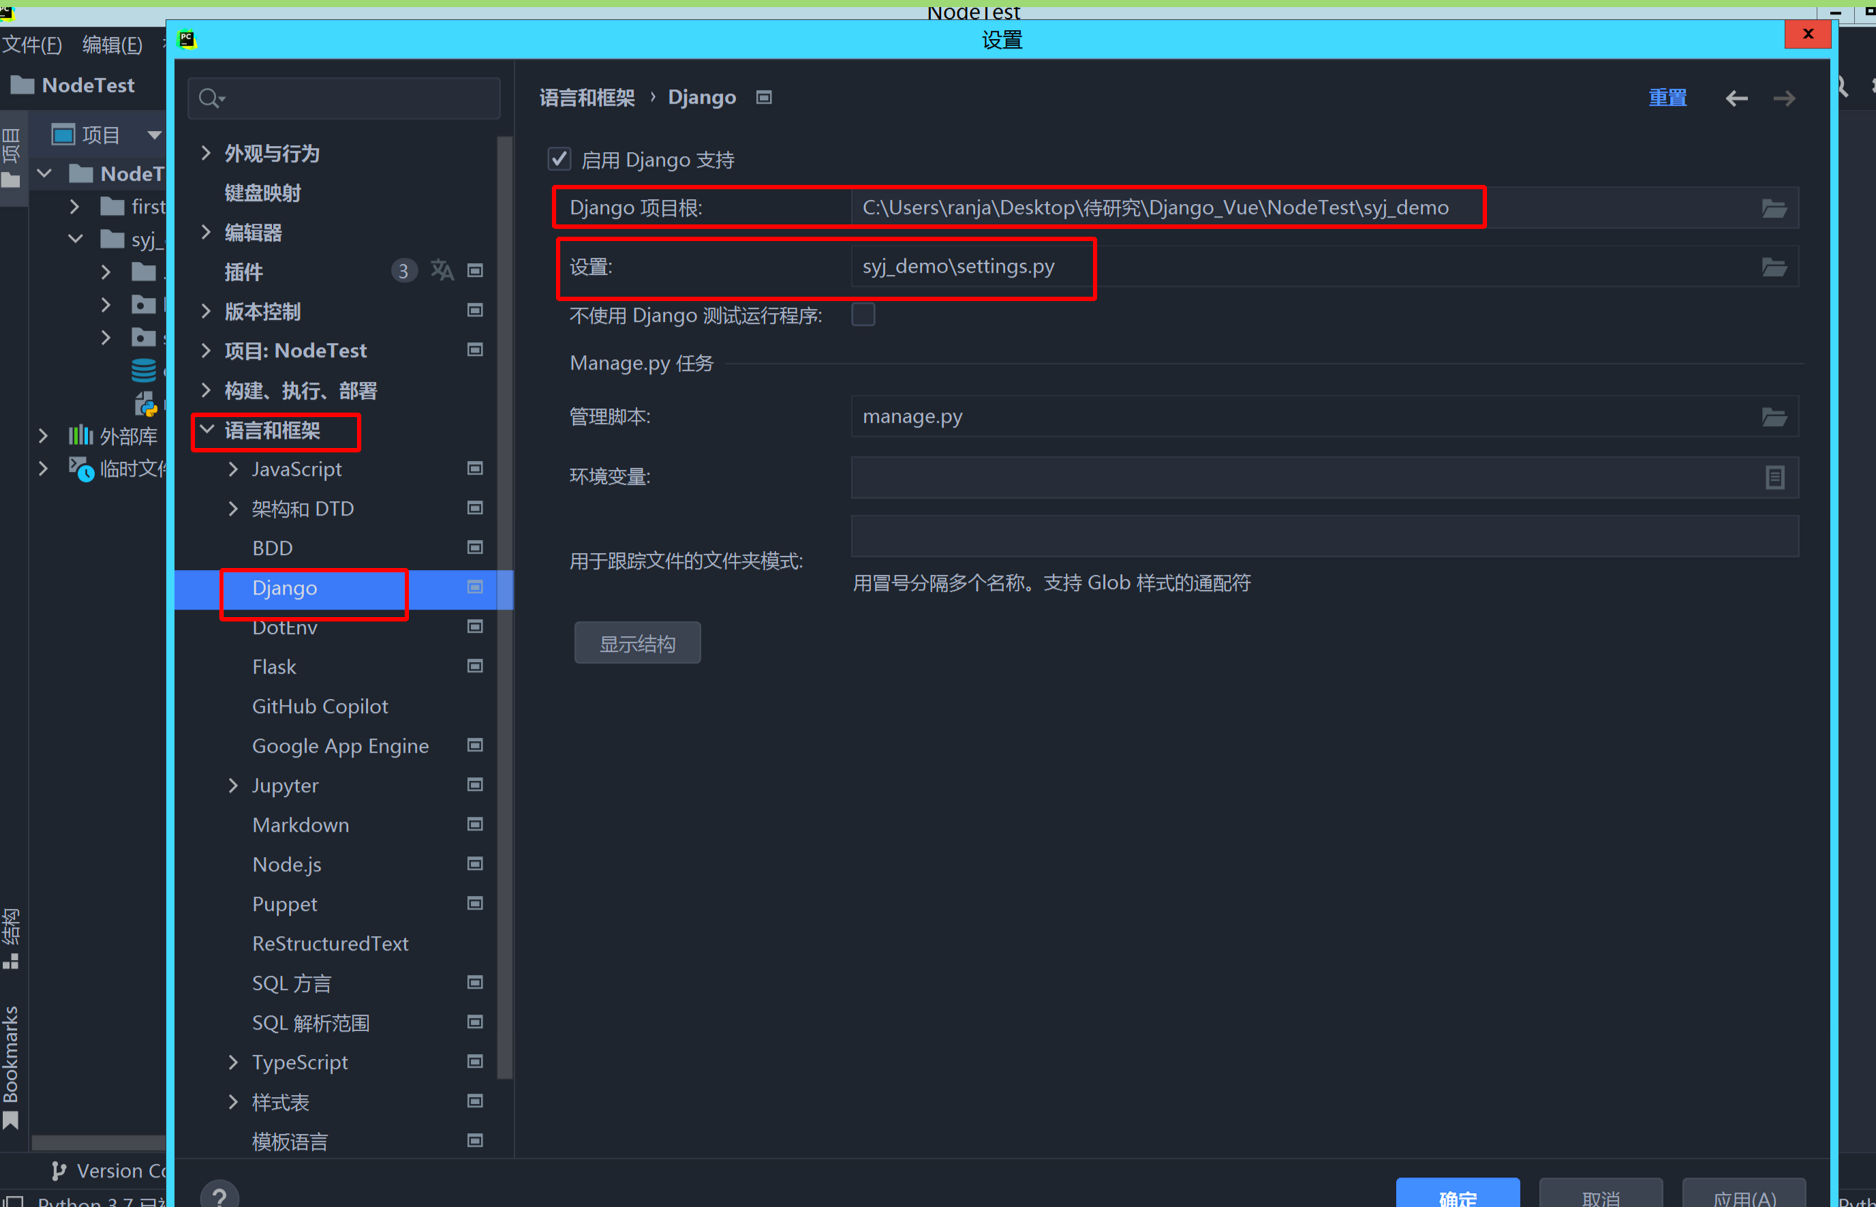 NodeTest
设置
文件(F) 编辑(E)
NodeTest
项目
项目
NodeT
first
syj_
外部库
临时文件
结构
Bookmarks
Version Co
外观与行为
键盘映射
编辑器
插件 3
版本控制
项目: NodeTest
构建、执行、部署
语言和框架
JavaScript
架构和 DTD
BDD
Django
DotEnv
Flask
GitHub Copilot
Google App Engine
Jupyter
Markdown
Node.js
Puppet
ReStructuredText
SQL 方言
SQL 解析范围
TypeScript
样式表
模板语言
语言和框架 › Django
重置
启用 Django 支持
Django 项目根: C:\Users\ranja\Desktop\待研究\Django_Vue\NodeTest\syj_demo
设置: syj_demo\settings.py
不使用 Django 测试运行程序:
Manage.py 任务
管理脚本: manage.py
环境变量:
用于跟踪文件的文件夹模式:
用冒号分隔多个名称。支持 Glob 样式的通配符
显示结构
?
确定 取消 应用(A)
Python 3.7 已
Pyth